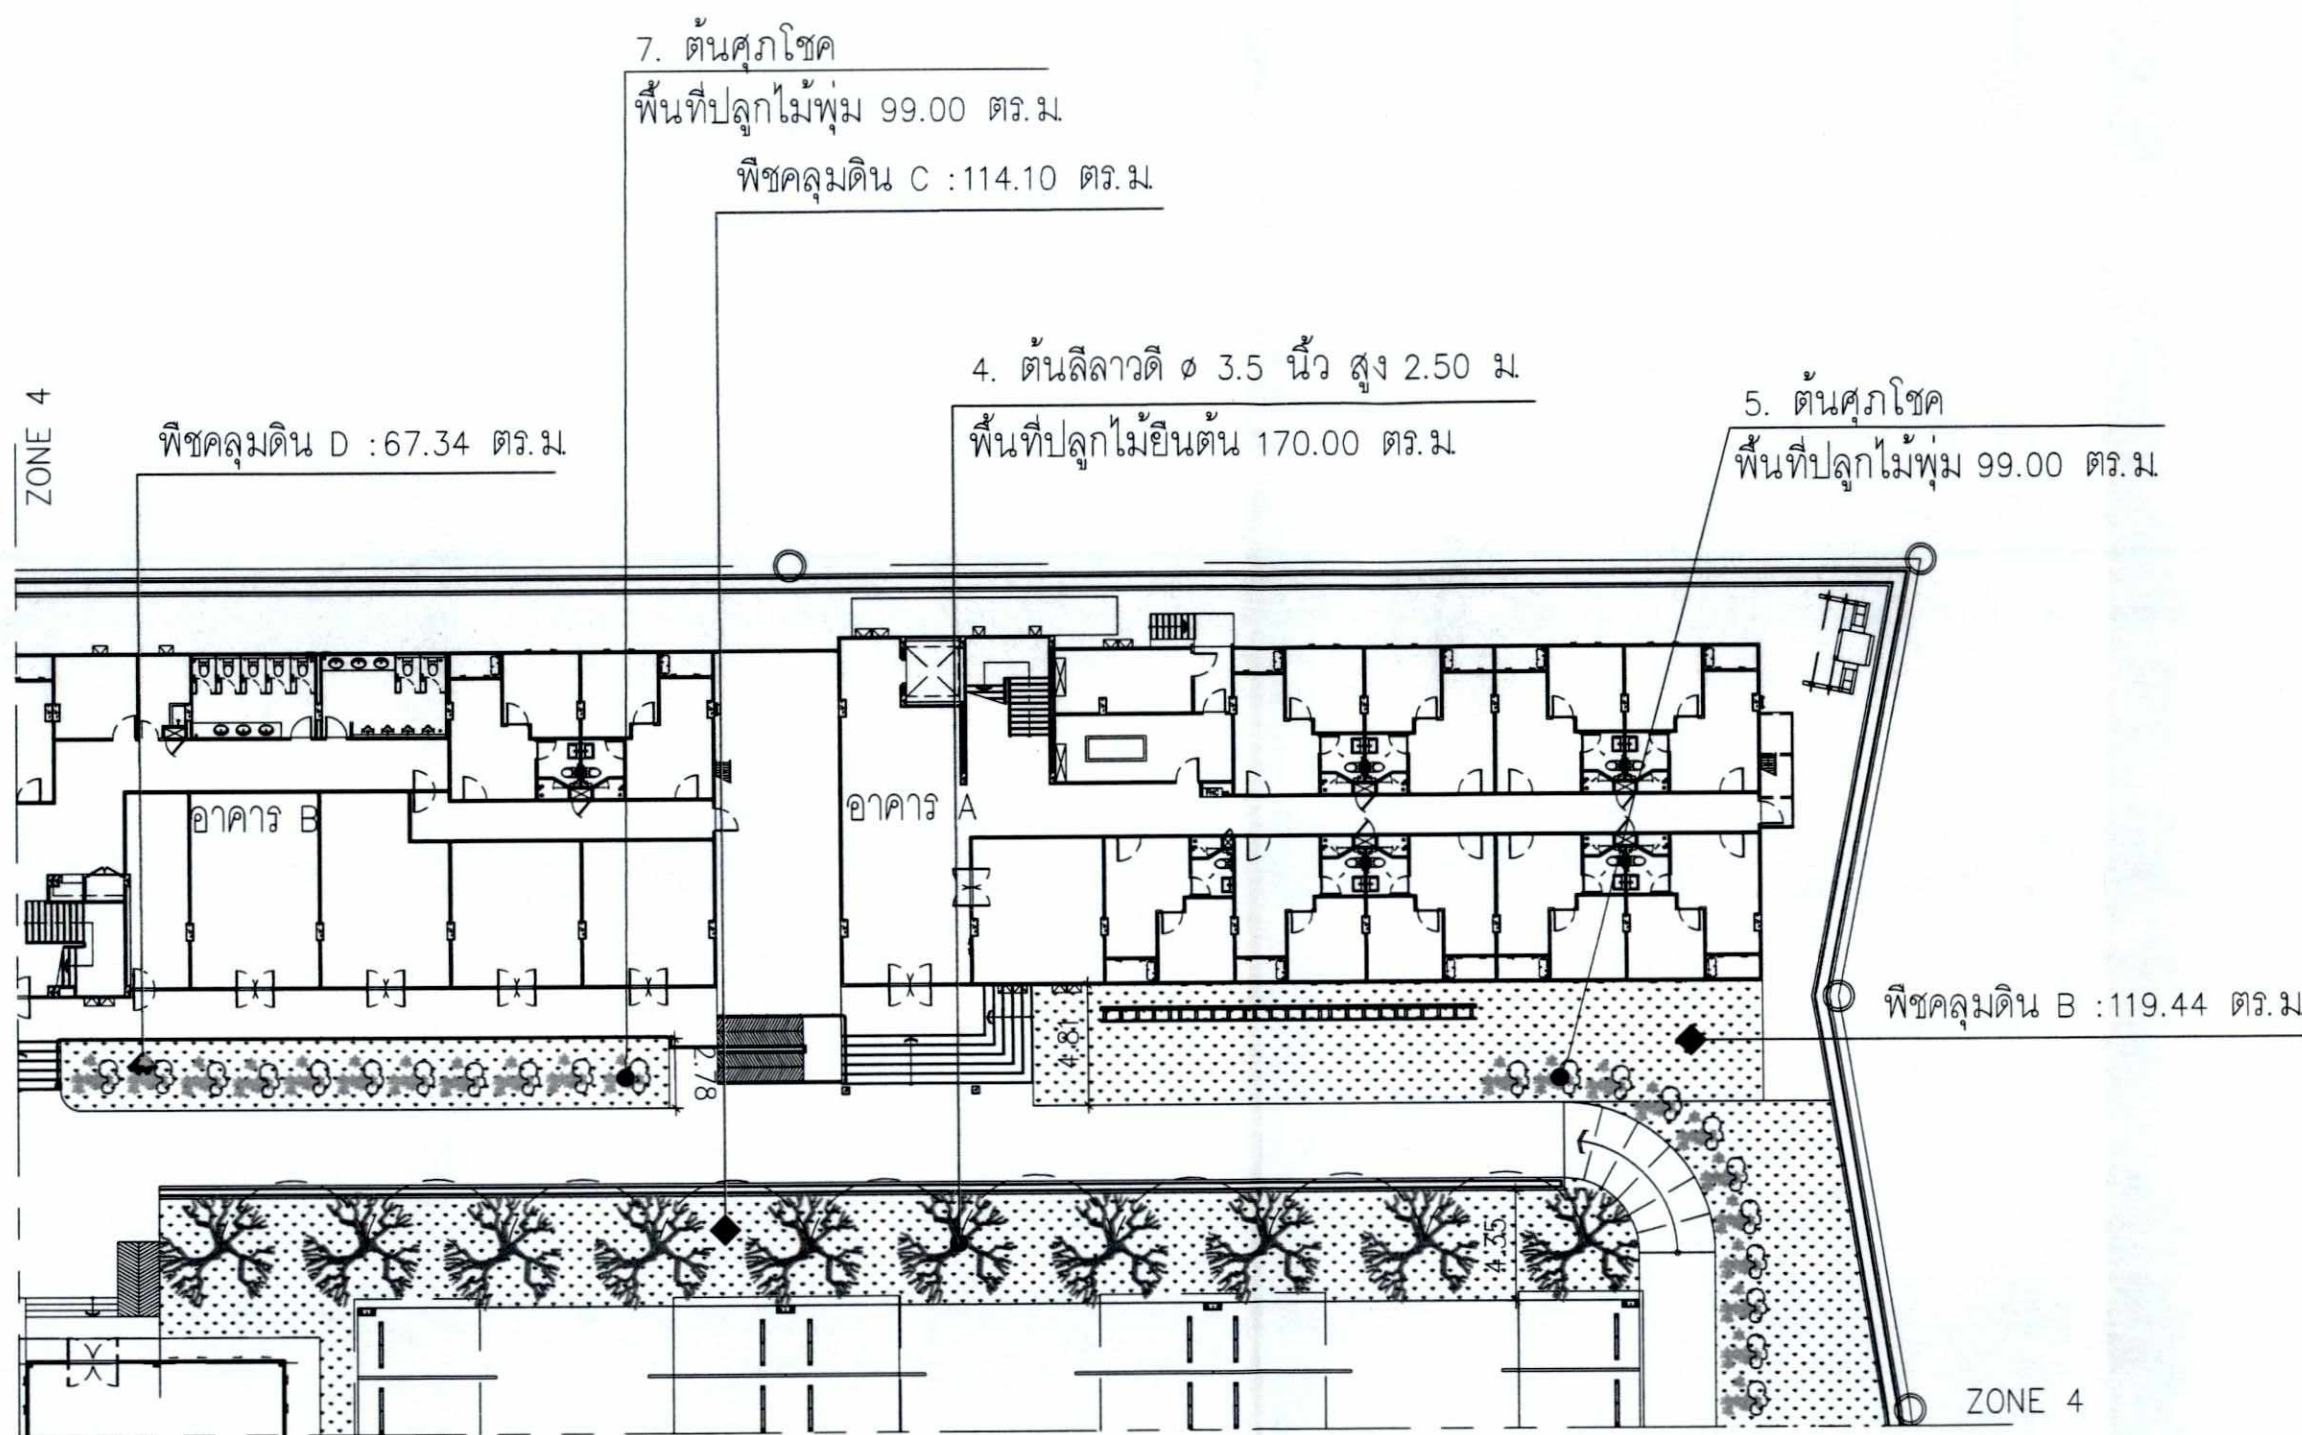 7. ต้นศุภโชค
พื้นที่ปลูกไม้พุ่ม 99.00 ตร.ม.
พืชคลุมดิน C :114.10 ตร.ม.
4. ต้นลีลาวดี ø 3.5 นิ้ว สูง 2.50 ม.
พื้นที่ปลูกไม้ยืนต้น 170.00 ตร.ม.
5. ต้นศุภโชค
พื้นที่ปลูกไม้พุ่ม 99.00 ตร.ม.
ZONE 4
พืชคลุมดิน D :67.34 ตร.ม.
อาคาร B
อาคาร A
พืชคลุมดิน B :119.44 ตร.ม
4.81
2.78
4.35
ZONE 4